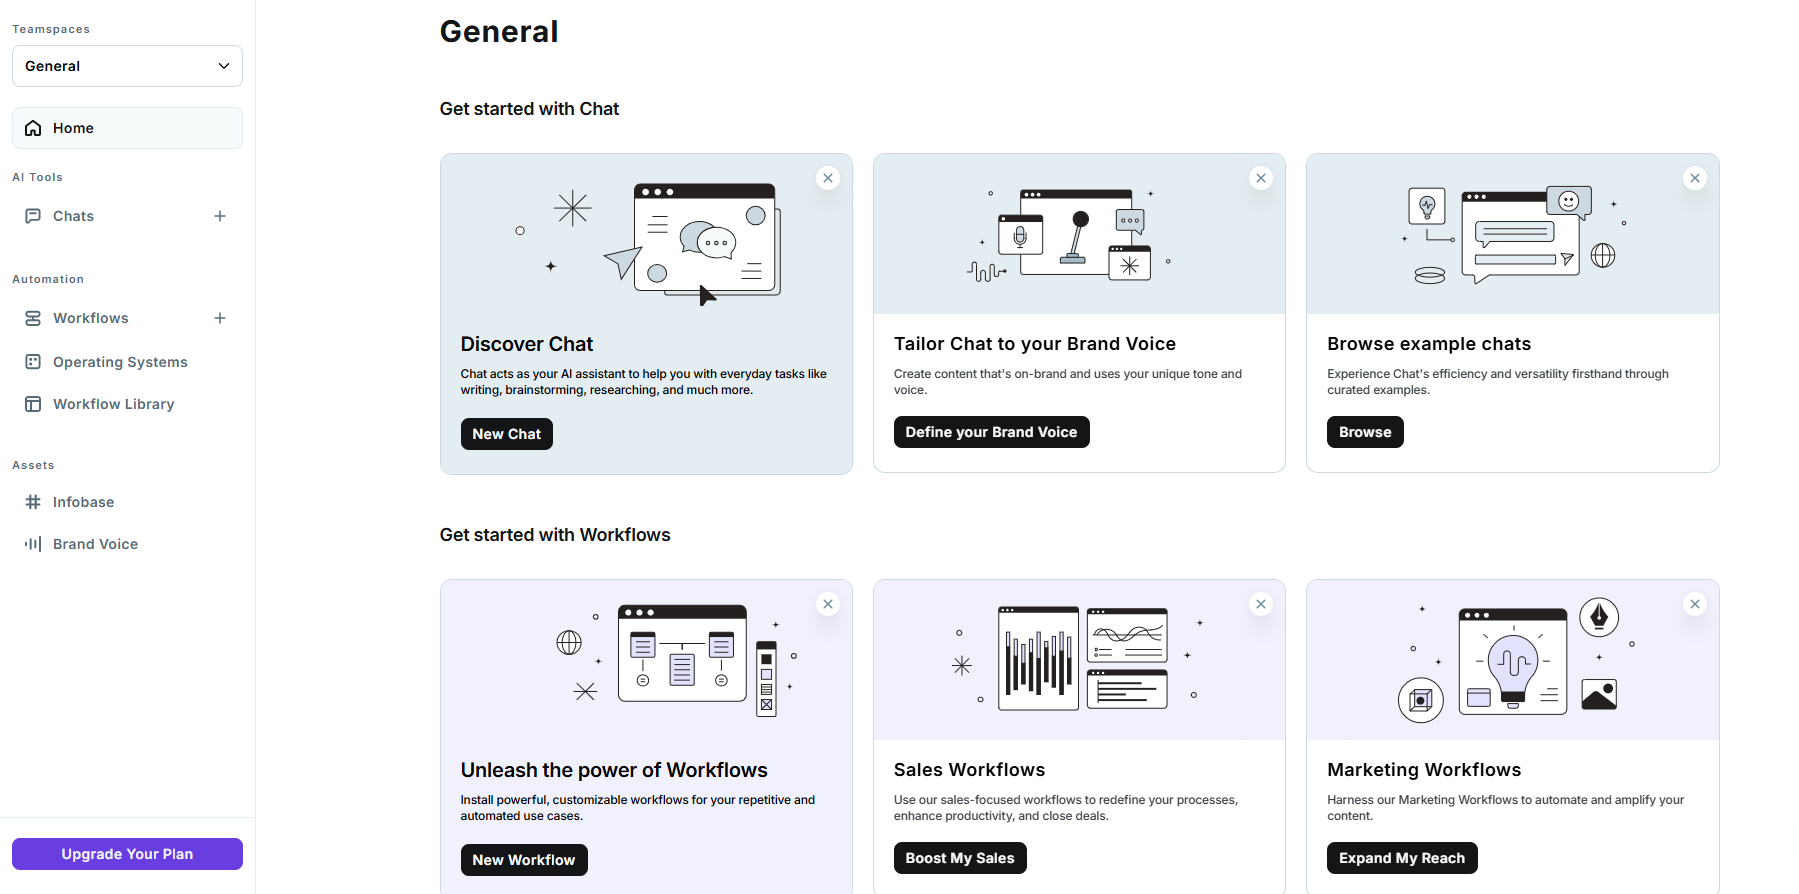 Teamspaces
General
Home
AI Tools
Chats
Automation
Workflows
Operating Systems
Workflow Library
Assets
Infobase
Brand Voice
Upgrade Your Plan
General
Get started with Chat
Discover Chat
Chat acts as your AI assistant to help you with everyday tasks like
writing, brainstorming, researching, and much more.
New Chat
Tailor Chat to your Brand Voice
Create content that's on-brand and uses your unique tone and
voice.
Define your Brand Voice
Browse example chats
Experience Chat's efficiency and versatility firsthand through
curated examples.
Browse
Get started with Workflows
Unleash the power of Workflows
Install powerful, customizable workflows for your repetitive and
automated use cases.
New Workflow
Sales Workflows
Use our sales-focused workflows to redefine your processes,
enhance productivity, and close deals.
Boost My Sales
Marketing Workflows
Harness our Marketing Workflows to automate and amplify your
content.
Expand My Reach